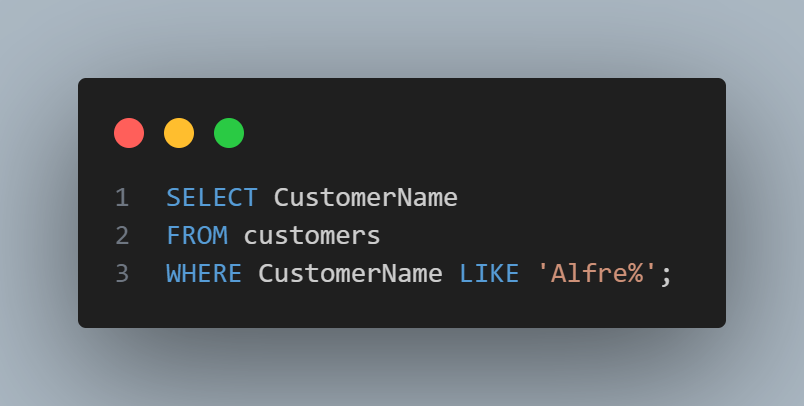 1 SELECT CustomerName
2 FROM customers
3 WHERE CustomerName LIKE 'Alfre%';